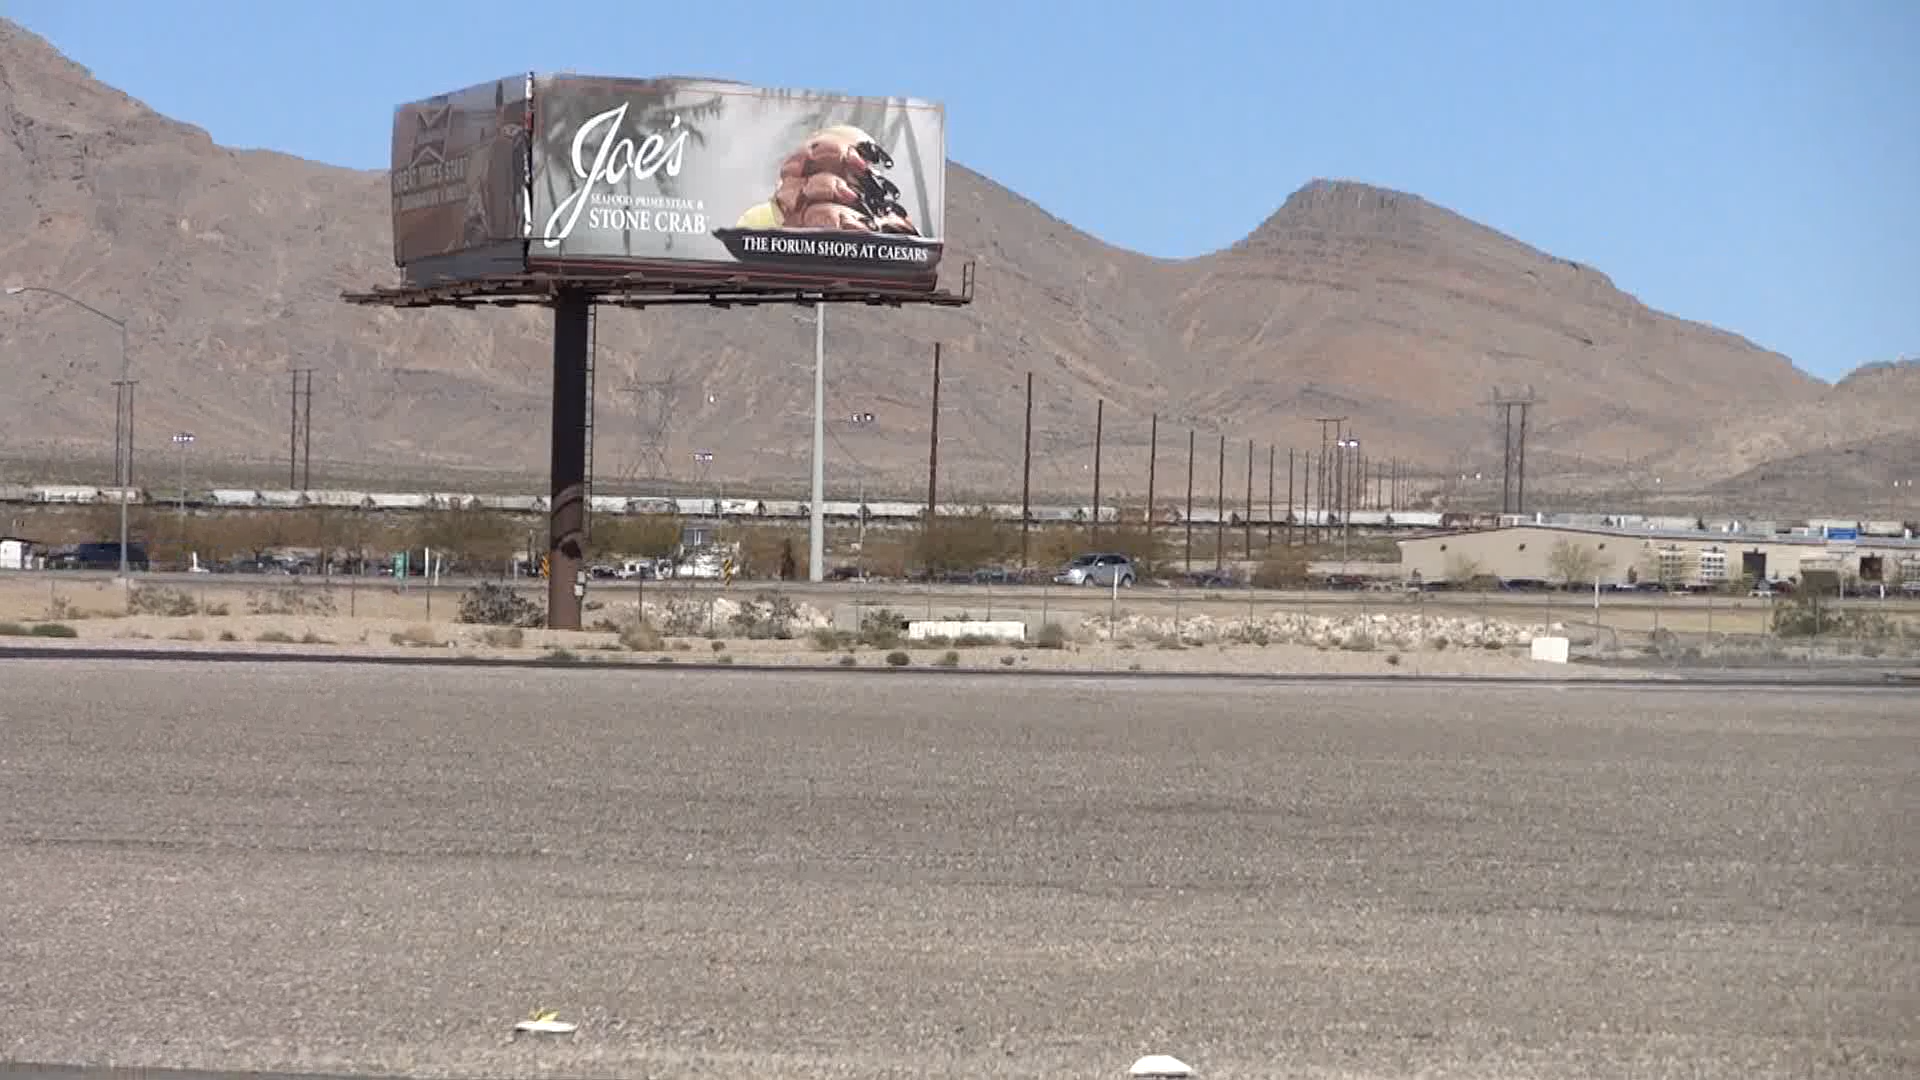 Joe's
SEAFOOD, PRIME STEAK &
STONE CRAB
THE FORUM SHOPS AT CAESARS